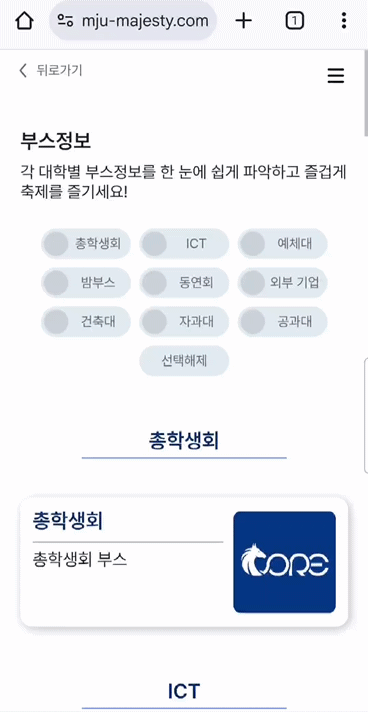 mju-majesty.com
1
뒤로가기
부스정보
각 대학별 부스정보를 한 눈에 쉽게 파악하고 즐겁게
축제를 즐기세요!
총학생회 ICT 예체대
밤부스 동연회 외부 기업
건축대 자과대 공과대
선택해제
총학생회
총학생회
총학생회 부스
CORE
ICT